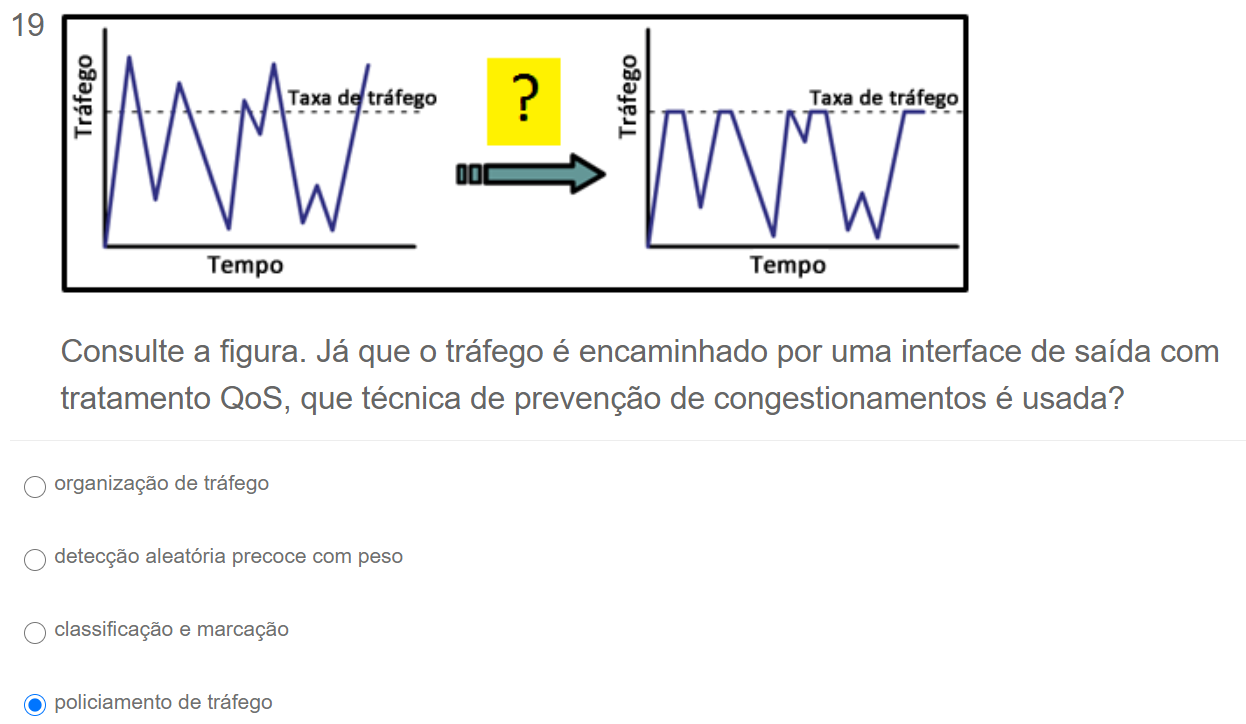 19
Tráfego
Taxa de tráfego
Tempo
?
Tráfego
Taxa de tráfego
Tempo
Consulte a figura. Já que o tráfego é encaminhado por uma interface de saída com
tratamento QoS, que técnica de prevenção de congestionamentos é usada?
organização de tráfego
detecção aleatória precoce com peso
classificação e marcação
policiamento de tráfego